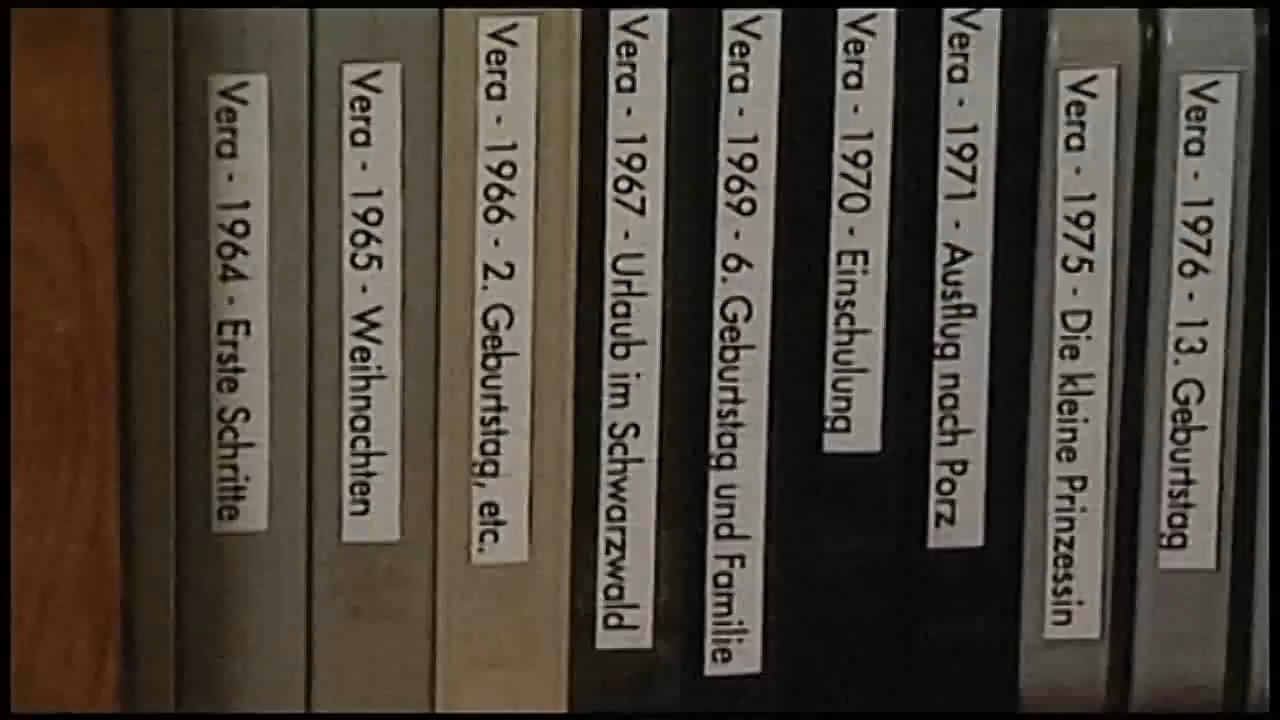 Vera - 1964 - Erste Schritte
Vera - 1965 - Weihnachten
Vera - 1966 - 2. Geburtstag, etc.
Vera - 1967 - Urlaub im Schwarzwald
Vera - 1969 - 6. Geburtstag und Familie
Vera - 1970 - Einschulung
Vera - 1971 - Ausflug nach Porz
Vera - 1975 - Die kleine Prinzessin
Vera - 1976 - 13. Geburtstag